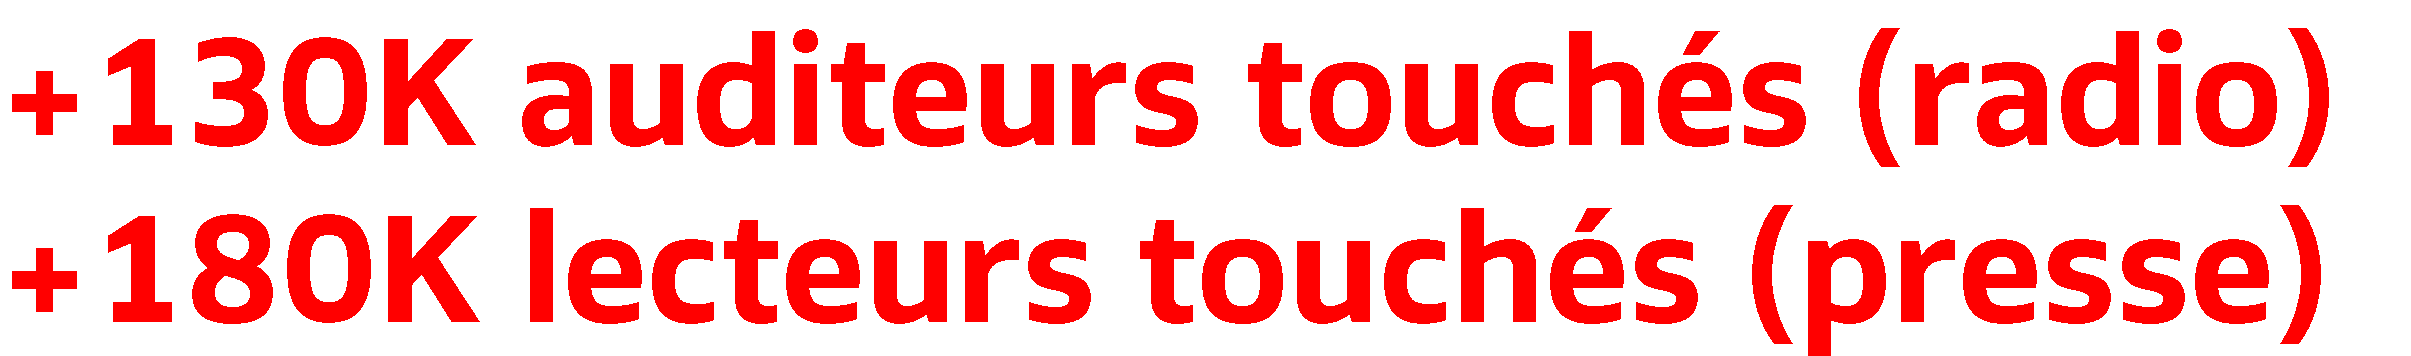 +130K auditeurs touchés (radio)
+180K lecteurs touchés (presse)